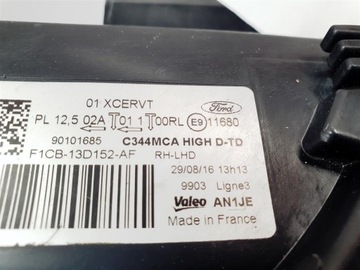 01 XCERVT
Ford
PL 12,5 02A T01 1 T00RL E9 11680
90101685 C344MCA HIGH D-TD
F1CB-13D152-AF RH-LHD
29/08/16 13h13
9903 Ligne3
Valeo AN1JE
Made in France